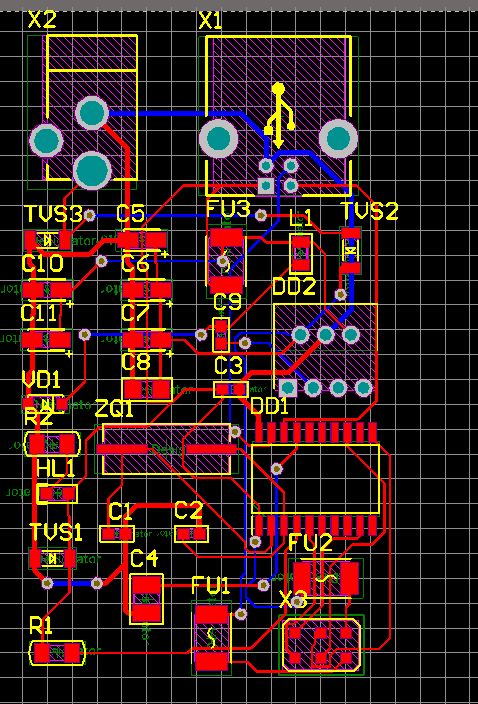 X2 X1
TVS3 C5 FU3 L1 TVS2
C10 C6 DD2
C11 C7 C9
C8 C3
VD1
R2 ZQ1 DD1
HL1
TVS1 C1 C2
C4 FU1 FU2
X3
R1